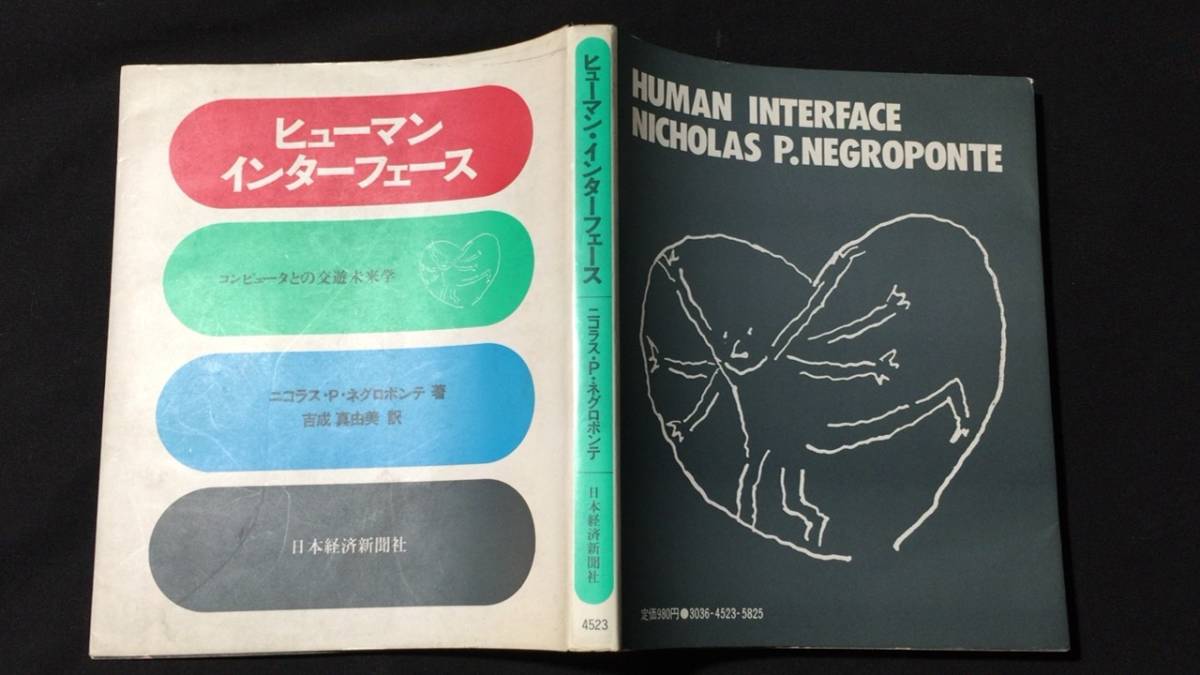 ヒューマン
インターフェース
コンピュータとの交遊未来学
ニコラス・P・ネグロポンテ 著
吉成 真由美 訳
日本経済新聞社
ヒューマン・インターフェース
ニコラス・P・ネグロポンテ
日本経済新聞社
4523
HUMAN INTERFACE
NICHOLAS P.NEGROPONTE
定価980円●3036-4523-5825